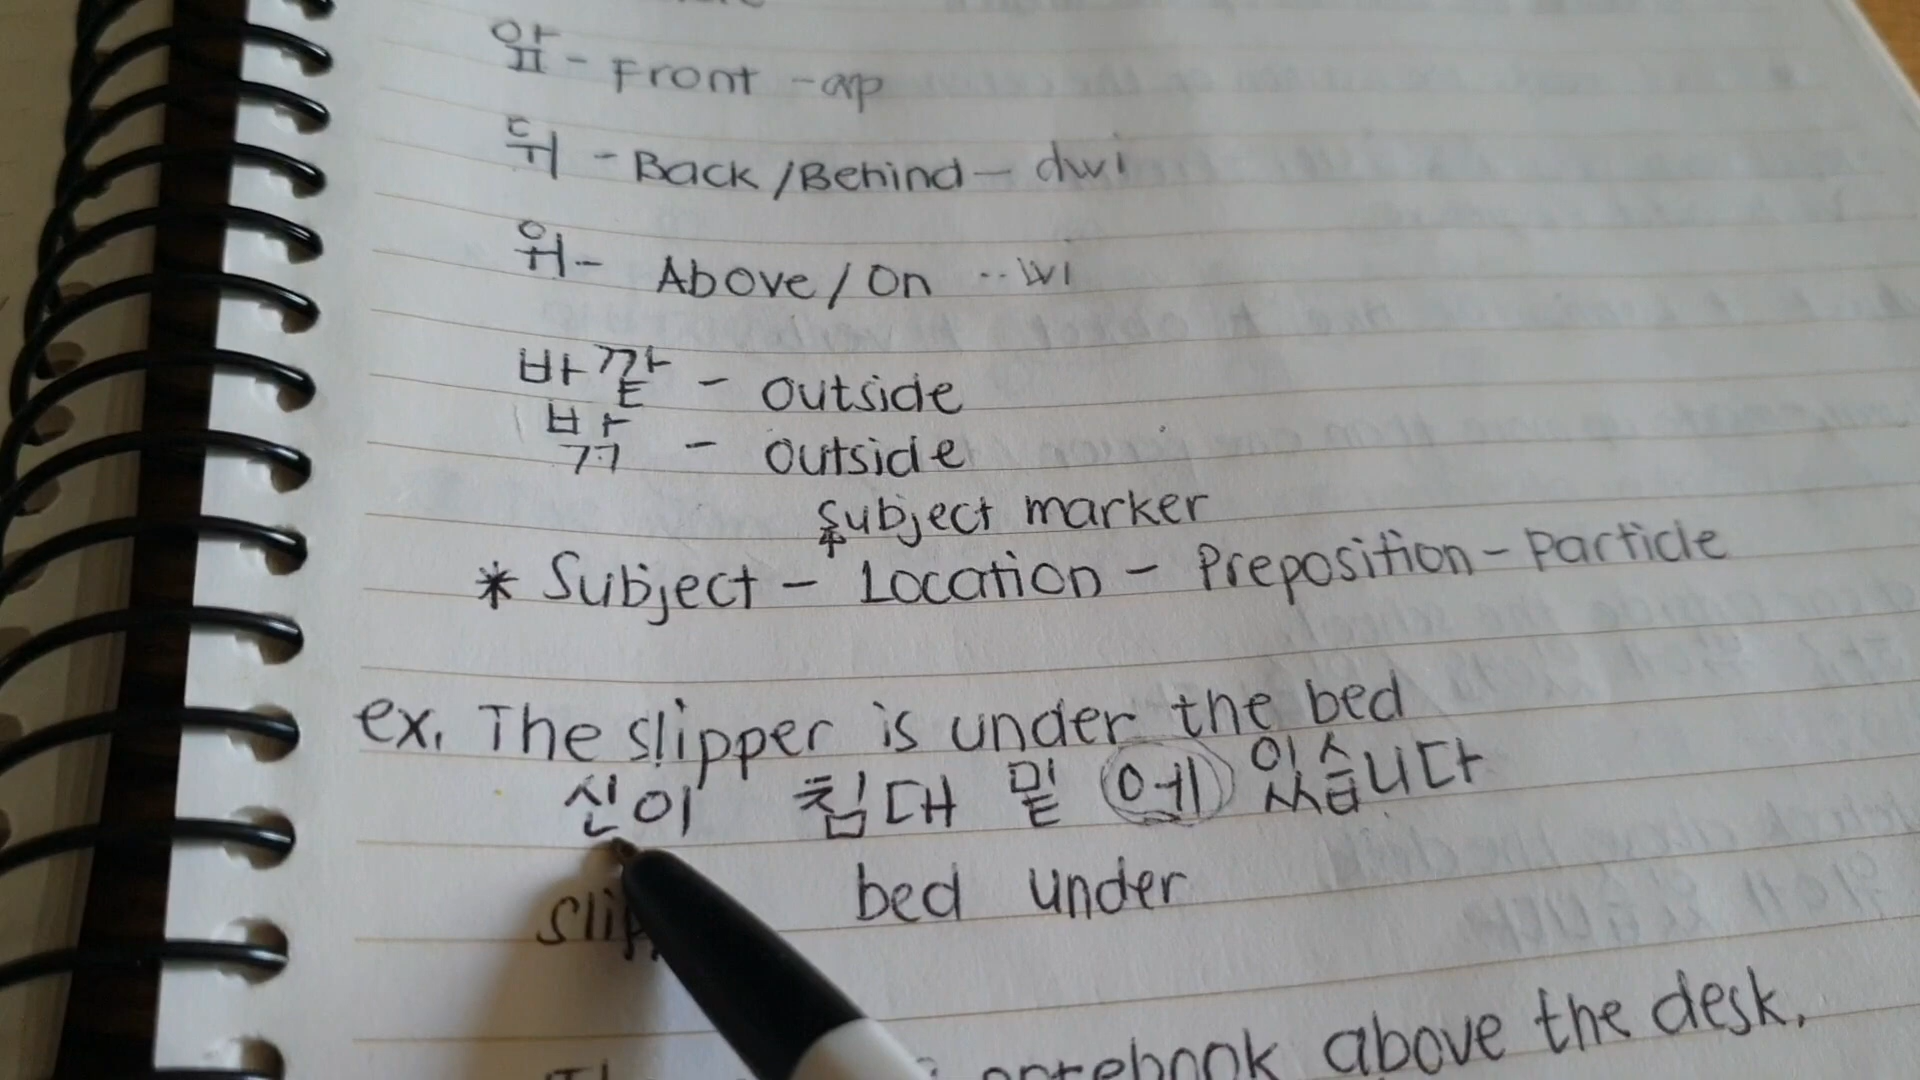 앞 - Front - ap
뒤 - Back / Behind - dwi
위 - Above / On - wi
바깥 - outside
밖 - outside
Subject marker
* Subject - Location - Preposition - Particle
ex. The slipper is under the bed
신이 침대 밑 에 있습니다
bed under
notebook above the desk.